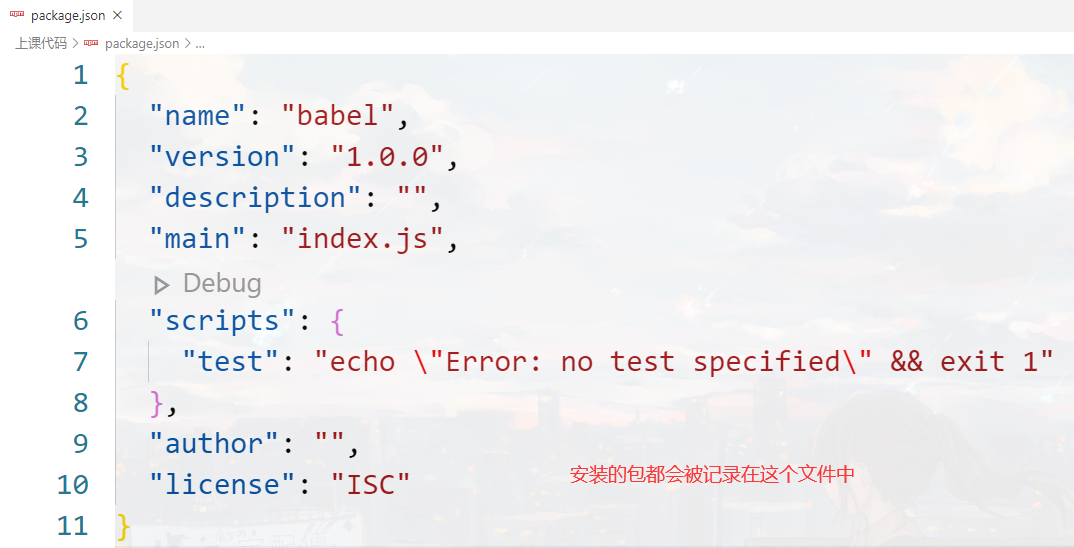 package.json ×
上课代码 > package.json > ...
1 {
2 "name": "babel",
3 "version": "1.0.0",
4 "description": "",
5 "main": "index.js",
Debug
6 "scripts": {
7 "test": "echo \"Error: no test specified\" && exit 1"
8 },
9 "author": "",
10 "license": "ISC"
安装的包都会被记录在这个文件中
11 }